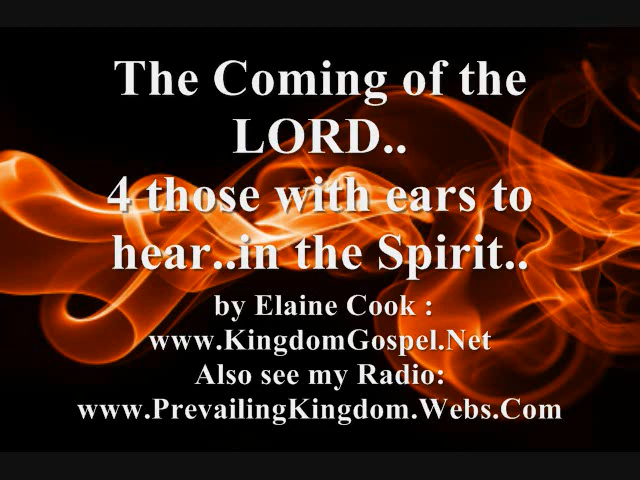 The Coming of the
LORD..
4 those with ears to
hear..in the Spirit..
by Elaine Cook :
www.KingdomGospel.Net
Also see my Radio:
www.PrevailingKingdom.Webs.Com